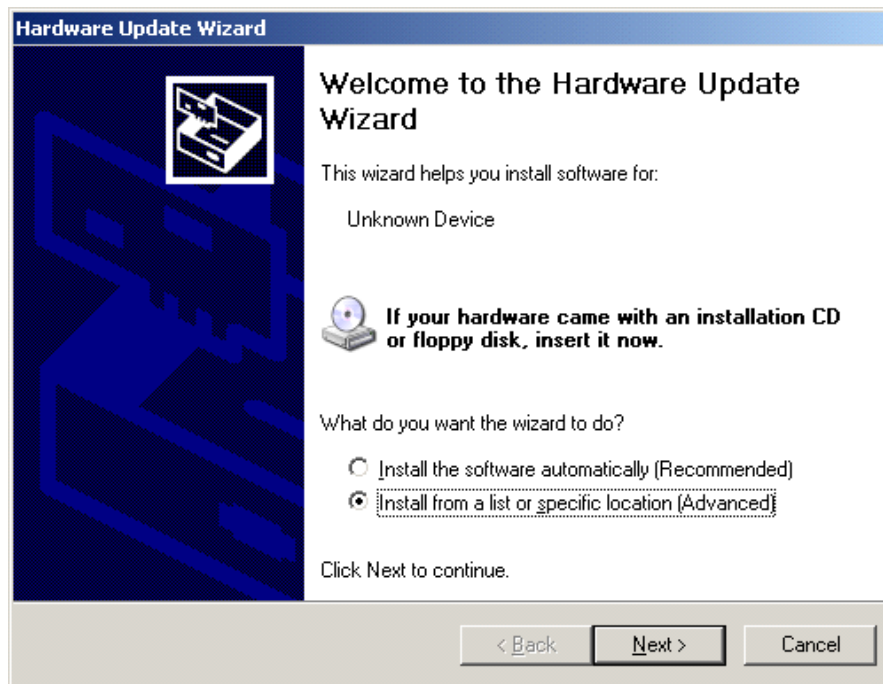 Hardware Update Wizard
Welcome to the Hardware Update
Wizard
This wizard helps you install software for:
Unknown Device
If your hardware came with an installation CD
or floppy disk, insert it now.
What do you want the wizard to do?
Install the software automatically (Recommended)
Install from a list or specific location (Advanced)
Click Next to continue.
< Back
Next >
Cancel